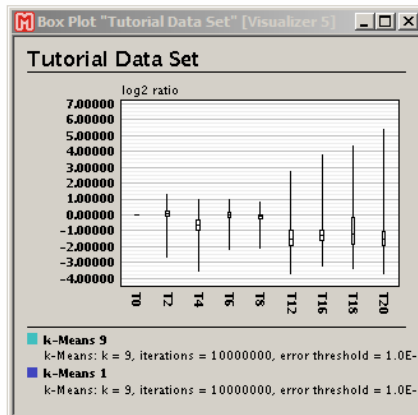 Box Plot "Tutorial Data Set" [Visualizer 5]
Tutorial Data Set
log2 ratio
7.00000
6.00000
5.00000
4.00000
3.00000
2.00000
1.00000
0.00000
-1.00000
-2.00000
-3.00000
-4.00000
T0 T2 T4 T6 T8 T12 T16 T18 T20
k-Means 9
k-Means: k = 9, iterations = 10000000, error threshold = 1.0E-
k-Means 1
k-Means: k = 9, iterations = 10000000, error threshold = 1.0E-